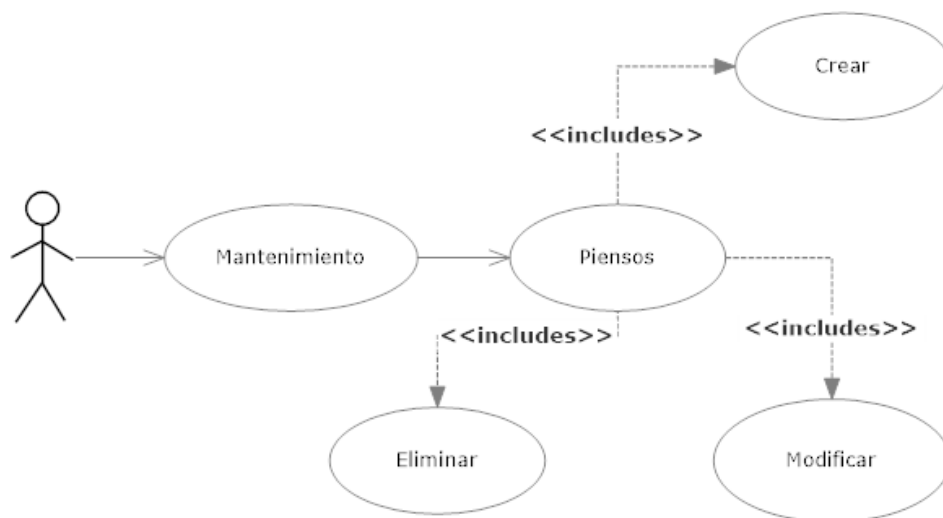 Crear
<<includes>>
Mantenimiento
Piensos
<<includes>>
<<includes>>
Eliminar
Modificar